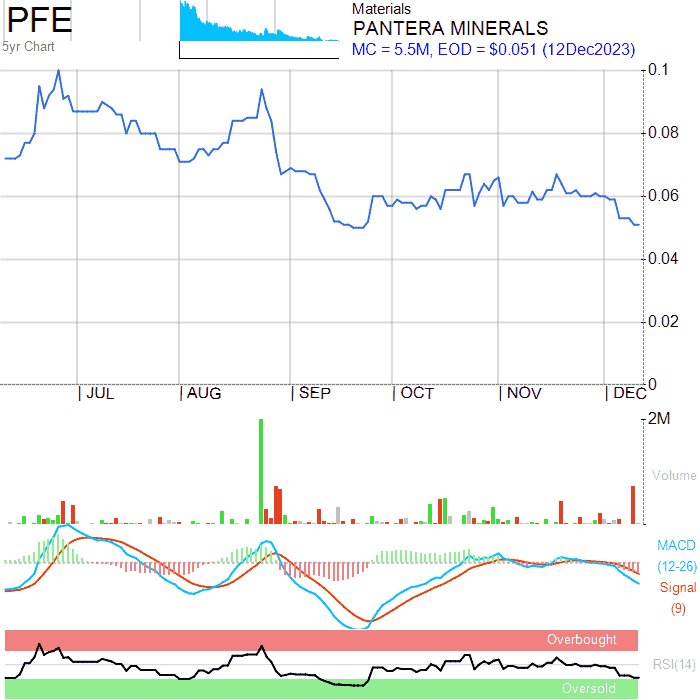 PFE
5yr Chart
Materials
PANTERA MINERALS
MC = 5.5M, EOD = $0.051 (12Dec2023)
0.1
0.08
0.06
0.04
0.02
0
| JUL | AUG | SEP | OCT | NOV | DEC
2M
Volume
MACD
(12-26)
Signal
(9)
Overbought
RSI(14)
Oversold